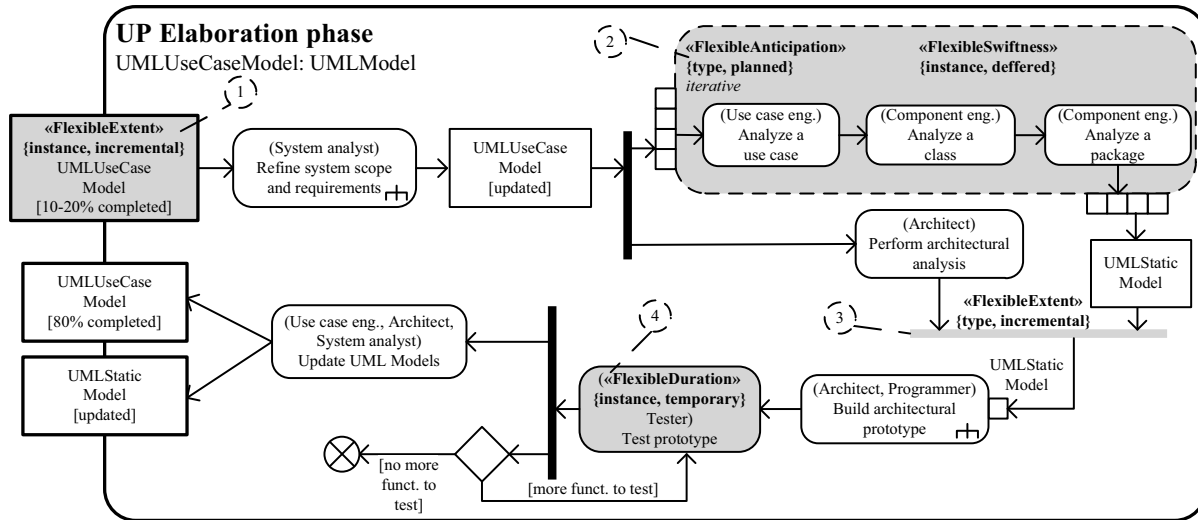 UP Elaboration phase
UMLUseCaseModel: UMLModel
1
«FlexibleExtent»
{instance, incremental}
UMLUseCase
Model
[10-20% completed]
(System analyst)
Refine system scope
and requirements
UMLUseCase
Model
[updated]
2
«FlexibleAnticipation»
{type, planned}
iterative
«FlexibleSwiftness»
{instance, deffered}
(Use case eng.)
Analyze a
use case
(Component eng.)
Analyze a
class
(Component eng.)
Analyze a
package
(Architect)
Perform architectural
analysis
UMLStatic
Model
3
«FlexibleExtent»
{type, incremental}
UMLStatic
Model
(Architect, Programmer)
Build architectural
prototype
4
(«FlexibleDuration»
{instance, temporary}
Tester)
Test prototype
[more funct. to test]
[no more
funct. to
test]
(Use case eng., Architect,
System analyst)
Update UML Models
UMLUseCase
Model
[80% completed]
UMLStatic
Model
[updated]